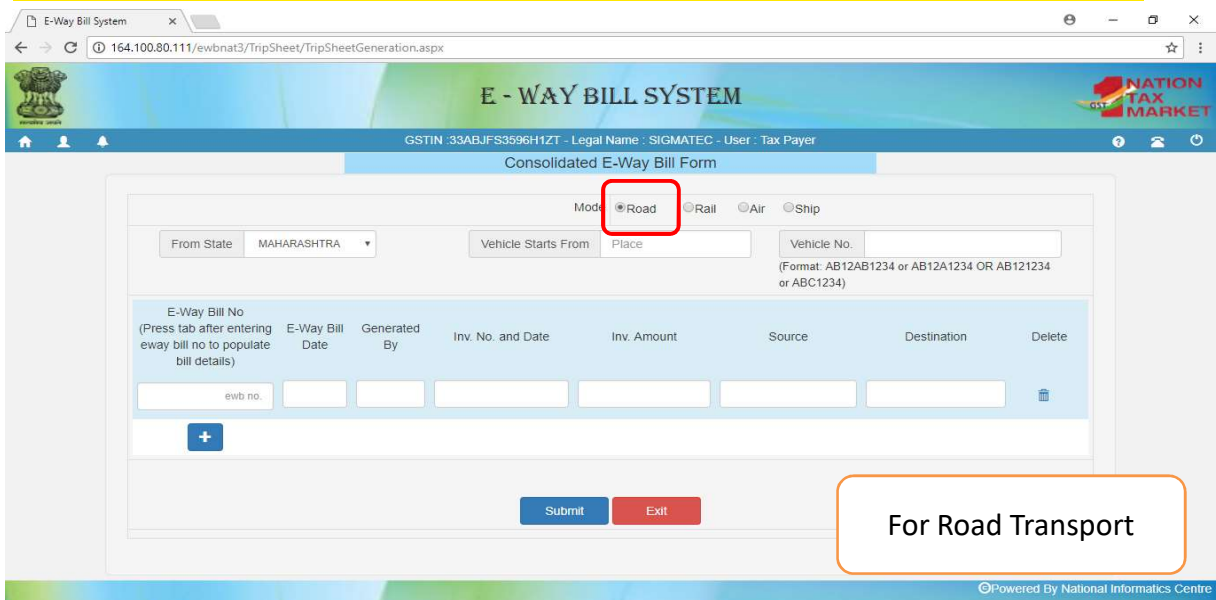 E-Way Bill System
164.100.80.111/ewbnat3/TripSheet/TripSheetGeneration.aspx
E - WAY BILL SYSTEM
GST
NATION
TAX
MARKET
GSTIN :33ABJFS3596H1ZT - Legal Name : SIGMATEC - User : Tax Payer
Consolidated E-Way Bill Form
Mode Road Rail Air Ship
From State MAHARASHTRA Vehicle Starts From Place Vehicle No.
(Format: AB12AB1234 or AB12A1234 OR AB121234
or ABC1234)
E-Way Bill No
(Press tab after entering
eway bill no to populate
bill details)
E-Way Bill
Date
Generated
By
Inv. No. and Date
Inv. Amount
Source
Destination
Delete
ewb no.
+
Submit Exit
For Road Transport
Powered By National Informatics Centre